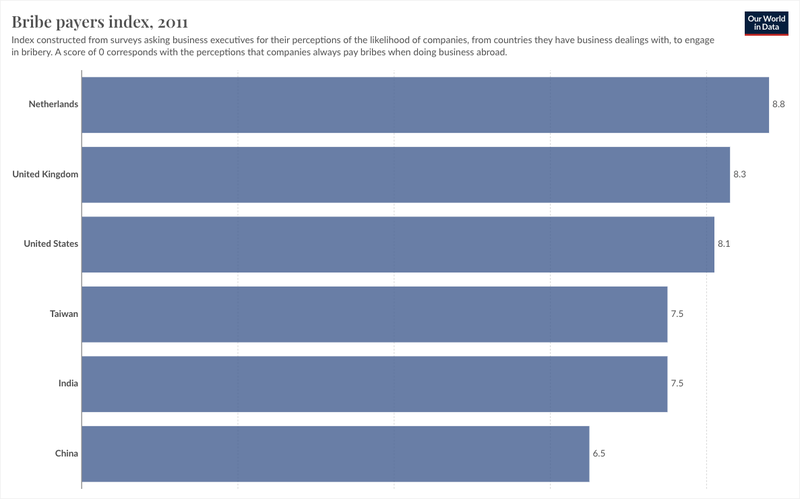 Bribe payers index, 2011
Our World
in Data
Index constructed from surveys asking business executives for their perceptions of the likelihood of companies, from countries they have business dealings with, to engage
in bribery. A score of 0 corresponds with the perceptions that companies always pay bribes when doing business abroad.
Netherlands 8.8
United Kingdom 8.3
United States 8.1
Taiwan 7.5
India 7.5
China 6.5